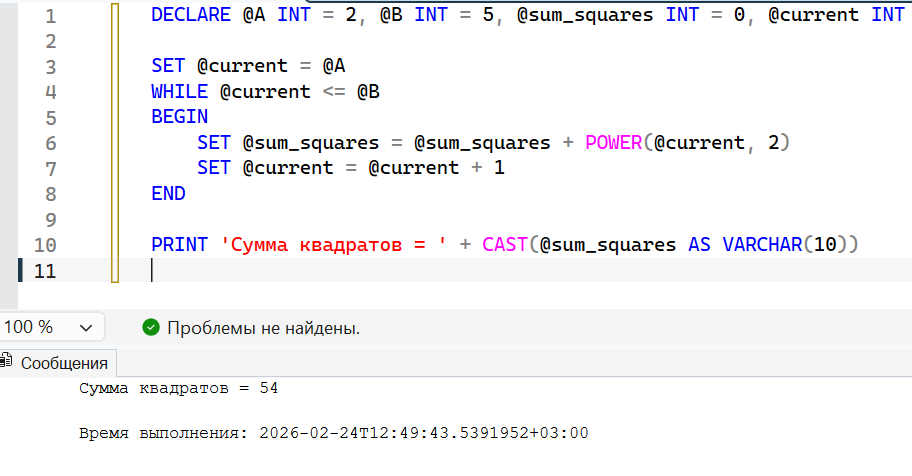 1 DECLARE @A INT = 2, @B INT = 5, @sum_squares INT = 0, @current INT
2
3 SET @current = @A
4 WHILE @current <= @B
5 BEGIN
6 SET @sum_squares = @sum_squares + POWER(@current, 2)
7 SET @current = @current + 1
8 END
9
10 PRINT 'Сумма квадратов = ' + CAST(@sum_squares AS VARCHAR(10))
11
100 % Проблемы не найдены.
Сообщения
Сумма квадратов = 54
Время выполнения: 2026-02-24T12:49:43.5391952+03:00